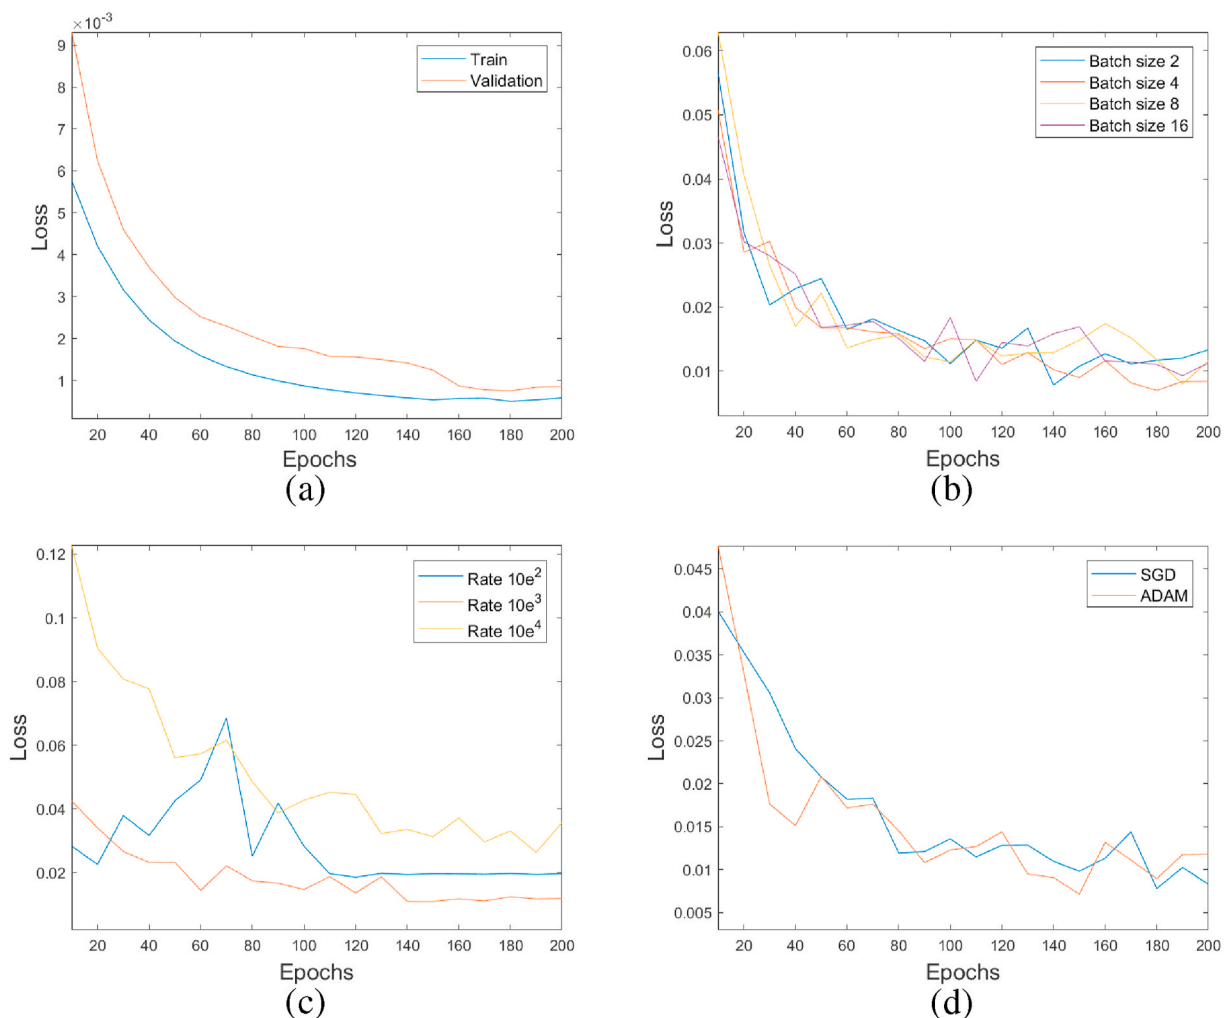 ×10⁻³
9
8
7
6
5
4
3
2
1
Loss
Train
Validation
20 40 60 80 100 120 140 160 180 200
Epochs
(a)
0.06
0.05
0.04
0.03
0.02
0.01
Loss
Batch size 2
Batch size 4
Batch size 8
Batch size 16
20 40 60 80 100 120 140 160 180 200
Epochs
(b)
0.12
0.1
0.08
0.06
0.04
0.02
Loss
Rate 10e²
Rate 10e³
Rate 10e⁴
20 40 60 80 100 120 140 160 180 200
Epochs
(c)
0.045
0.04
0.035
0.03
0.025
0.02
0.015
0.01
0.005
Loss
SGD
ADAM
20 40 60 80 100 120 140 160 180 200
Epochs
(d)